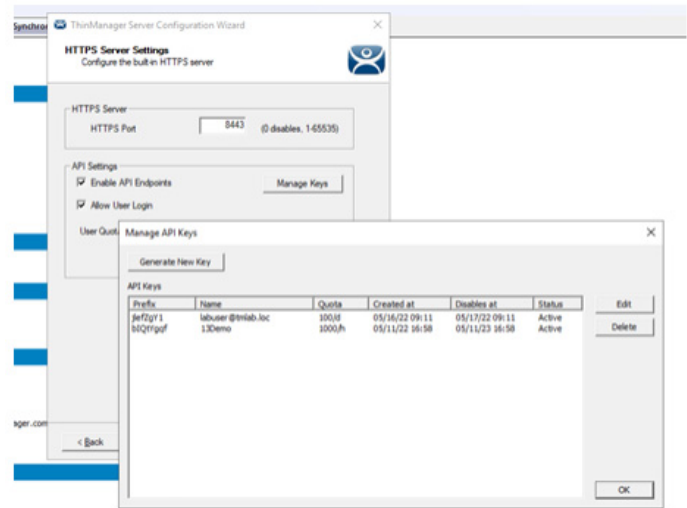 Synchro
ThinManager Server Configuration Wizard
HTTPS Server Settings
Configure the built-in HTTPS server
HTTPS Server
HTTPS Port 8443 (0 disables, 1-65535)
API Settings
Enable API Endpoints Manage Keys
Allow User Login
User Quot
Manage API Keys
Generate New Key
API Keys
Prefix Name Quota Created at Disables at Status Edit
labuser@tmlab.loc 100/d 05/16/22 09:11 05/17/22 09:11 Active
13Demo 1000/h 05/11/22 16:58 05/11/23 16:58 Active Delete
ager.com
< Back
OK